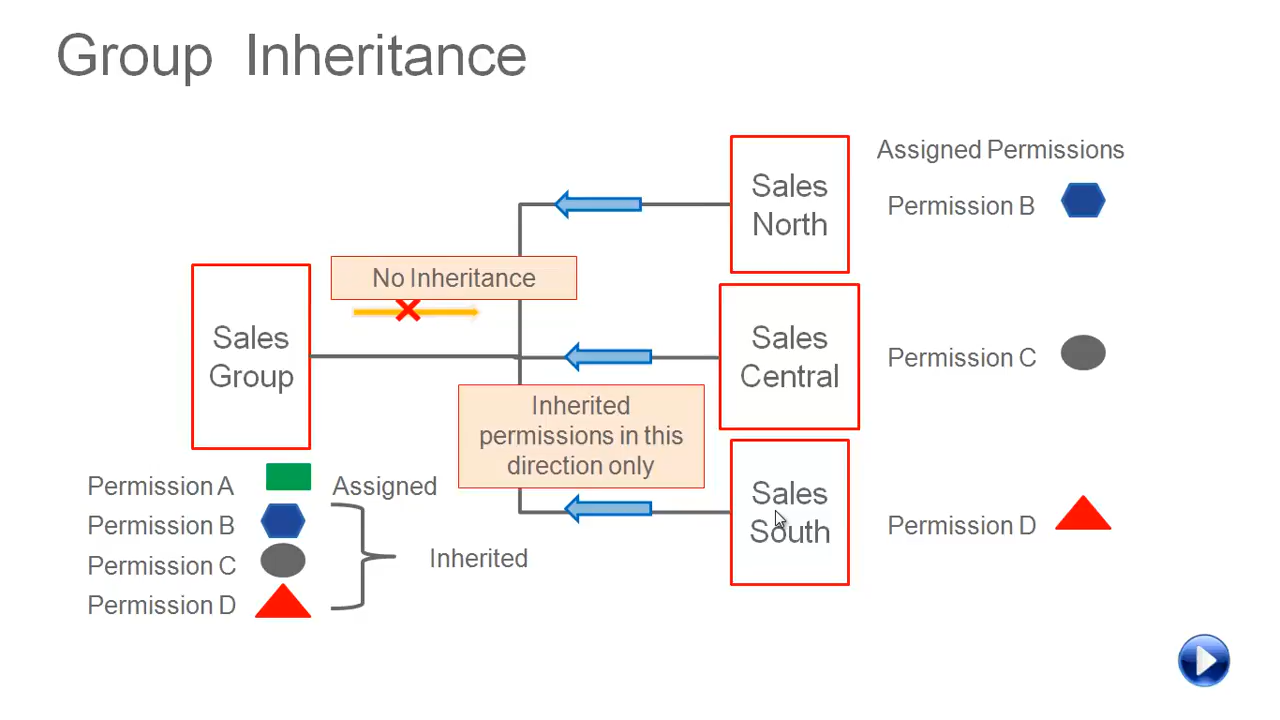 Group Inheritance
Assigned Permissions
Sales
North
Permission B
No Inheritance
Sales
Group
Sales
Central
Permission C
Inherited
permissions in this
direction only
Sales
South
Permission D
Permission A
Assigned
Permission B
Permission C
Permission D
Inherited